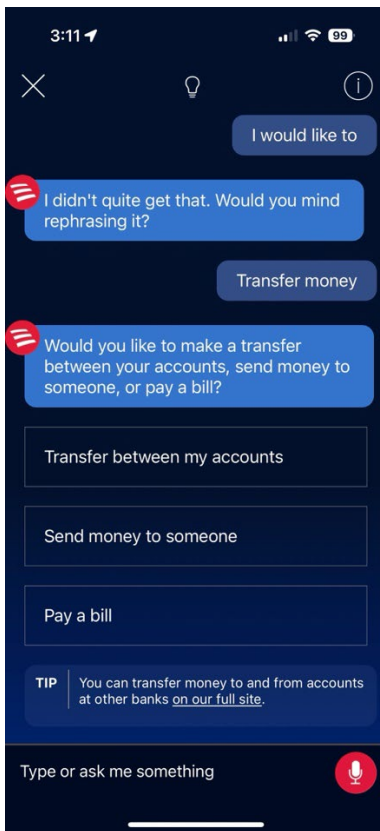 3:11
99
I would like to
I didn't quite get that. Would you mind
rephrasing it?
Transfer money
Would you like to make a transfer
between your accounts, send money to
someone, or pay a bill?
Transfer between my accounts
Send money to someone
Pay a bill
TIP
You can transfer money to and from accounts
at other banks on our full site.
Type or ask me something